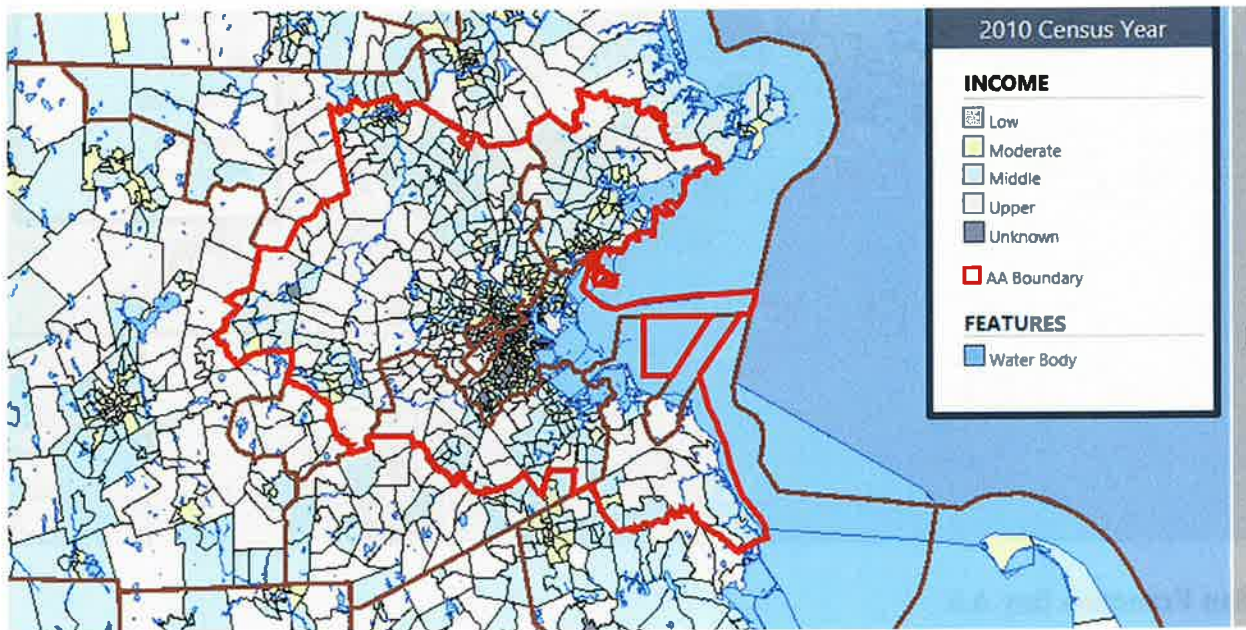 2010 Census Year
INCOME
Low
Moderate
Middle
Upper
Unknown
AA Boundary
FEATURES
Water Body